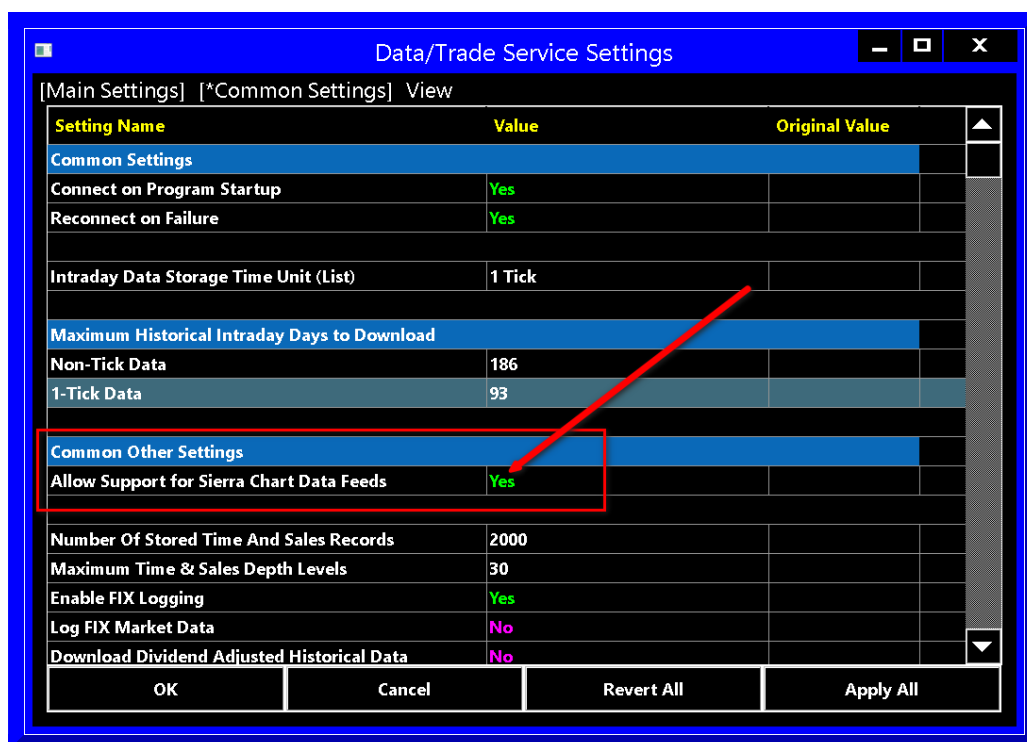 Data/Trade Service Settings
[Main Settings] [*Common Settings] View
Setting Name Value Original Value
Common Settings
Connect on Program Startup Yes
Reconnect on Failure Yes
Intraday Data Storage Time Unit (List) 1 Tick
Maximum Historical Intraday Days to Download
Non-Tick Data 186
1-Tick Data 93
Common Other Settings
Allow Support for Sierra Chart Data Feeds Yes
Number Of Stored Time And Sales Records 2000
Maximum Time & Sales Depth Levels 30
Enable FIX Logging Yes
Log FIX Market Data No
Download Dividend Adjusted Historical Data No
OK Cancel Revert All Apply All